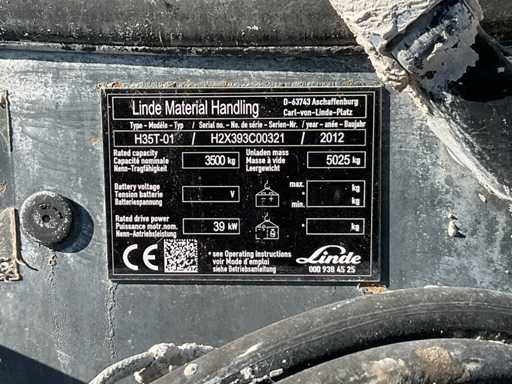 Linde Material Handling
D-63743 Aschaffenburg
Carl-von-Linde-Platz
Type - Modèle - Typ / Serial no. - No. de série - Serien-Nr. / year - année - Baujahr
H35T-01 / H2X393C00321 / 2012
Rated capacity
Capacité nominale
Nenn-Tragfähigkeit
3500 kg
Unladen mass
Masse à vide
Leergewicht
5025 kg
Battery voltage
Tension batterie
Batteriespannung
V
max.
*
min.
kg
kg
Rated drive power
Puissance motr.nom.
Nenn-Antriebsleistung
39 kW
*
kg
CE
* see Operating instructions
voir Mode d'emploi
siehe Betriebsanleitung
Linde
000 938 45 25